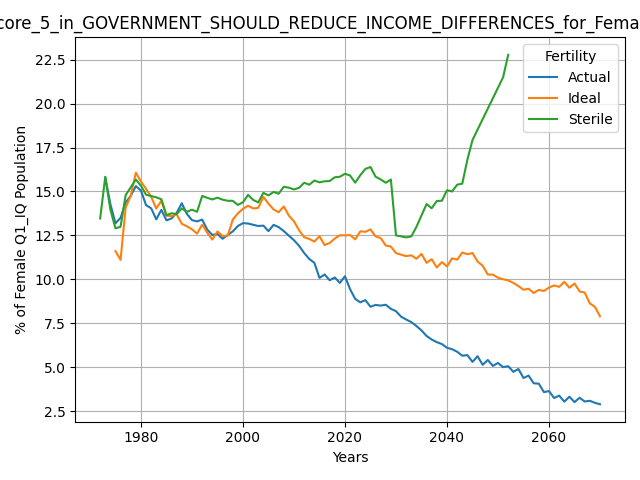 core_5_in_GOVERNMENT_SHOULD_REDUCE_INCOME_DIFFERENCES_for_Fema
22.5
20.0
17.5
15.0
12.5
10.0
7.5
5.0
2.5
% of Female Q1_IQ Population
Fertility
Actual
Ideal
Sterile
1980
2000
2020
2040
2060
Years